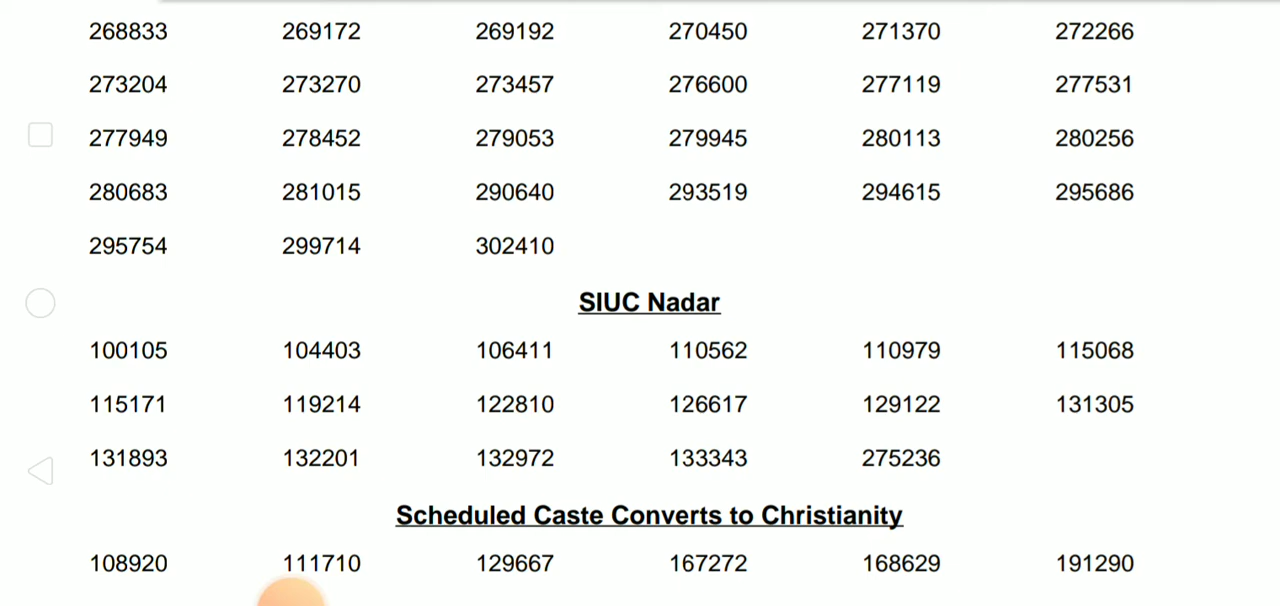 268833 269172 269192 270450 271370 272266
273204 273270 273457 276600 277119 277531
277949 278452 279053 279945 280113 280256
280683 281015 290640 293519 294615 295686
295754 299714 302410
SIUC Nadar
100105 104403 106411 110562 110979 115068
115171 119214 122810 126617 129122 131305
131893 132201 132972 133343 275236
Scheduled Caste Converts to Christianity
108920 111710 129667 167272 168629 191290